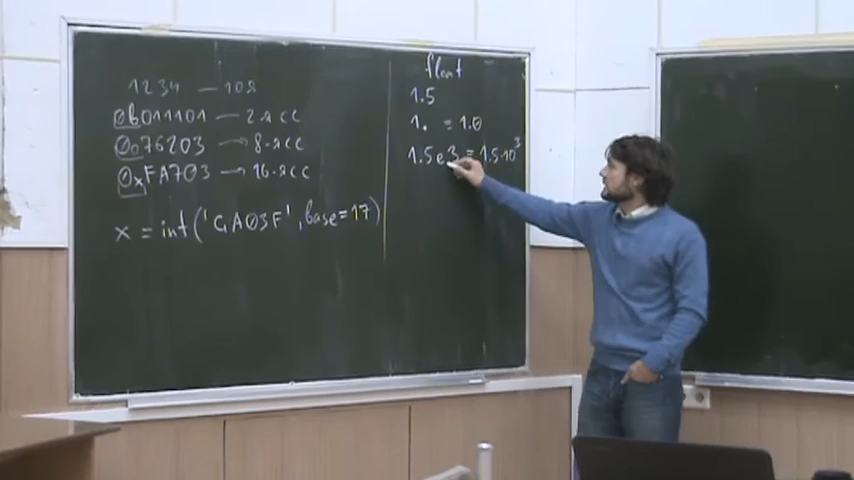 1234 — 10я
0b011101 — 2я сс
0o76203 → 8-я сс
0xFA703 → 16-я сс
x = int('GA03F', base=17)
float
1.5
1. = 1.0
1.5e3 = 1.5·10³